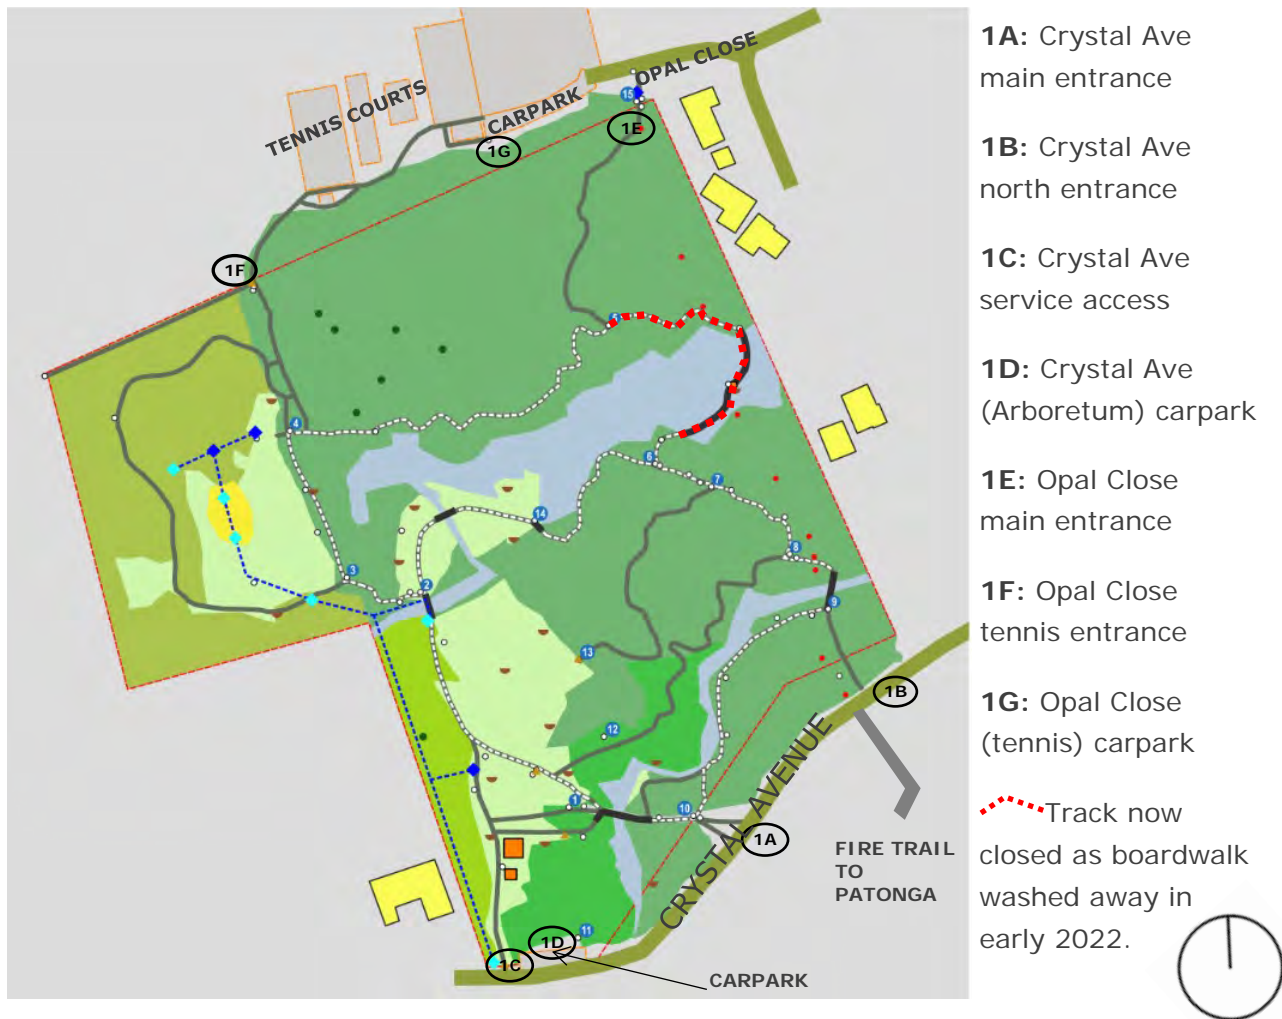 OPAL CLOSE
TENNIS COURTS
CARPARK
15
1E
1G
1F
5
4
6
7
14
8
3
2
9
13
1B
12
1
10
1A
CRYSTAL AVENUE
11
1D
1C
CARPARK
FIRE TRAIL
TO
PATONGA
1A: Crystal Ave
main entrance
1B: Crystal Ave
north entrance
1C: Crystal Ave
service access
1D: Crystal Ave
(Arboretum) carpark
1E: Opal Close
main entrance
1F: Opal Close
tennis entrance
1G: Opal Close
(tennis) carpark
Track now
closed as boardwalk
washed away in
early 2022.